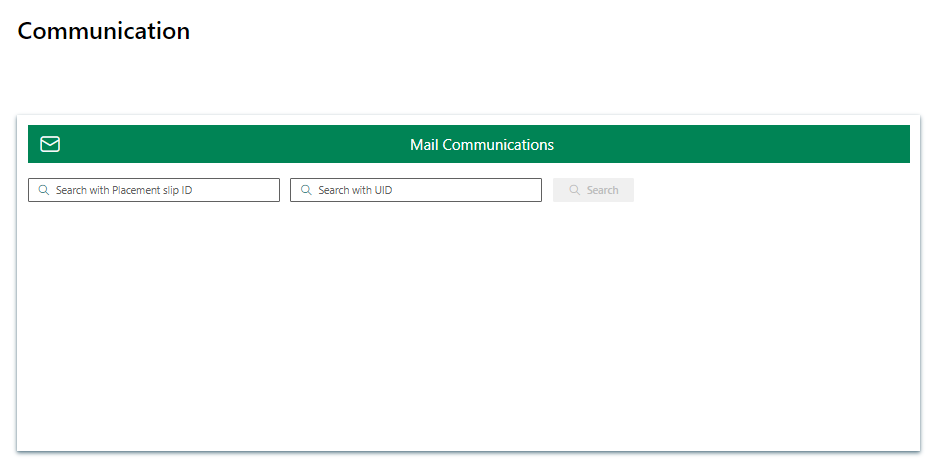 Communication
Mail Communications
Search with Placement slip ID
Search with UID
Search